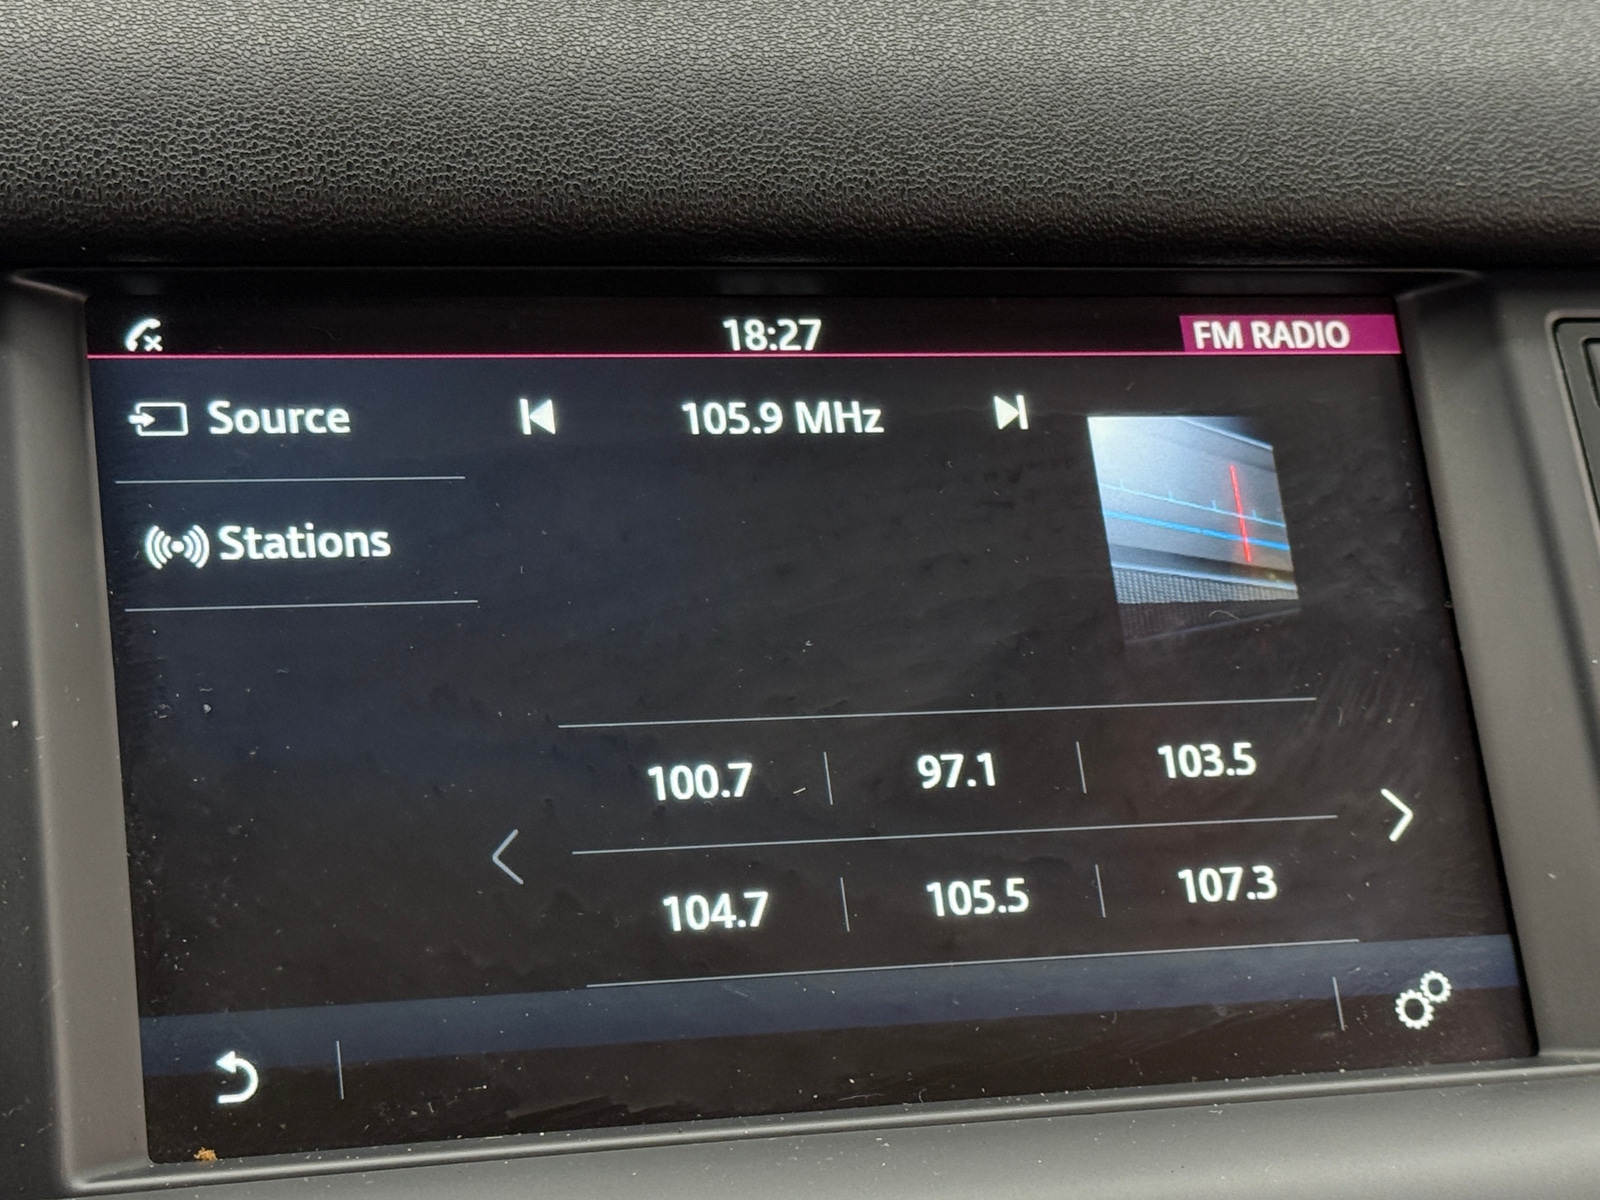 18:27 FM RADIO
Source 105.9 MHz
Stations
100.7 97.1 103.5
104.7 105.5 107.3